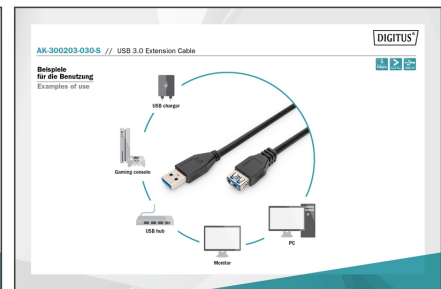 DIGITUS®
AK-300203-030-S // USB 3.0 Extension Cable
Beispiele
für die Benutzung
Examples of use
USB charger
Gaming console
USB hub
Monitor
PC